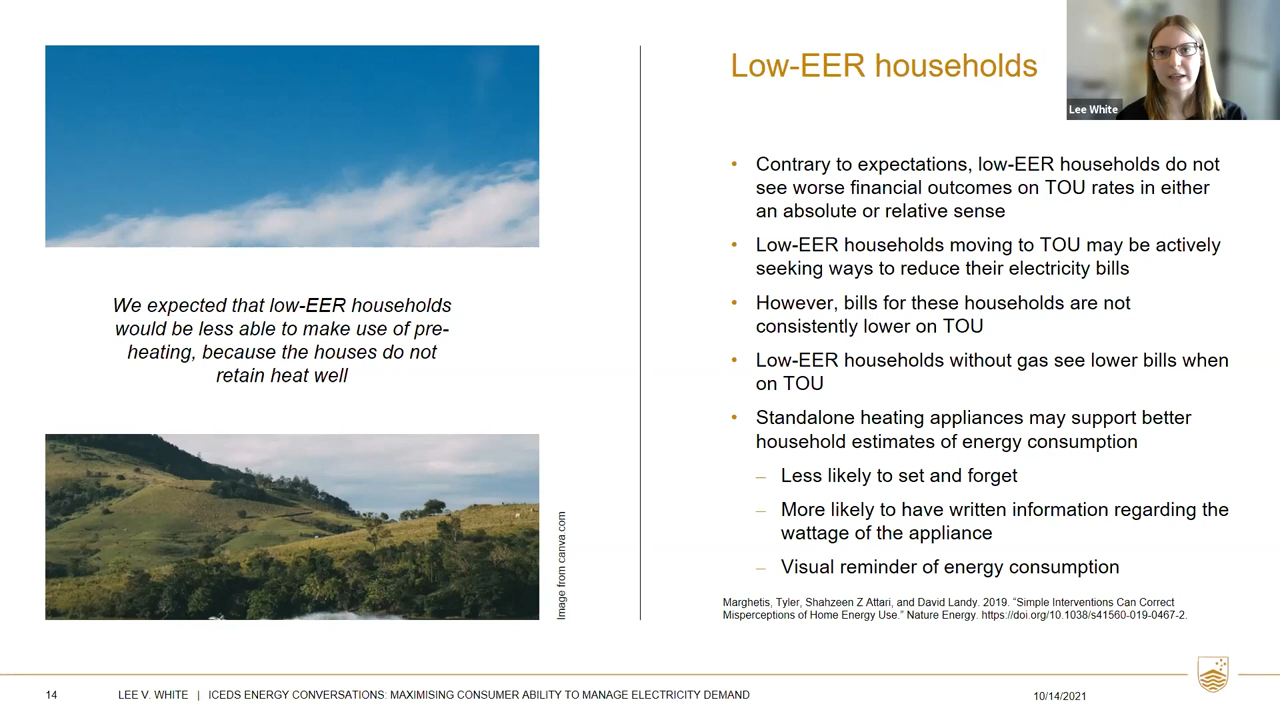 Low-EER households
Lee White
We expected that low-EER households
would be less able to make use of pre-
heating, because the houses do not
retain heat well
Image from canva.com
• Contrary to expectations, low-EER households do not
see worse financial outcomes on TOU rates in either
an absolute or relative sense
• Low-EER households moving to TOU may be actively
seeking ways to reduce their electricity bills
• However, bills for these households are not
consistently lower on TOU
• Low-EER households without gas see lower bills when
on TOU
• Standalone heating appliances may support better
household estimates of energy consumption
– Less likely to set and forget
– More likely to have written information regarding the
wattage of the appliance
– Visual reminder of energy consumption
Marghetis, Tyler, Shahzeen Z Attari, and David Landy. 2019. “Simple Interventions Can Correct
Misperceptions of Home Energy Use.” Nature Energy. https://doi.org/10.1038/s41560-019-0467-2.
14
LEE V. WHITE | ICEDS ENERGY CONVERSATIONS: MAXIMISING CONSUMER ABILITY TO MANAGE ELECTRICITY DEMAND
10/14/2021